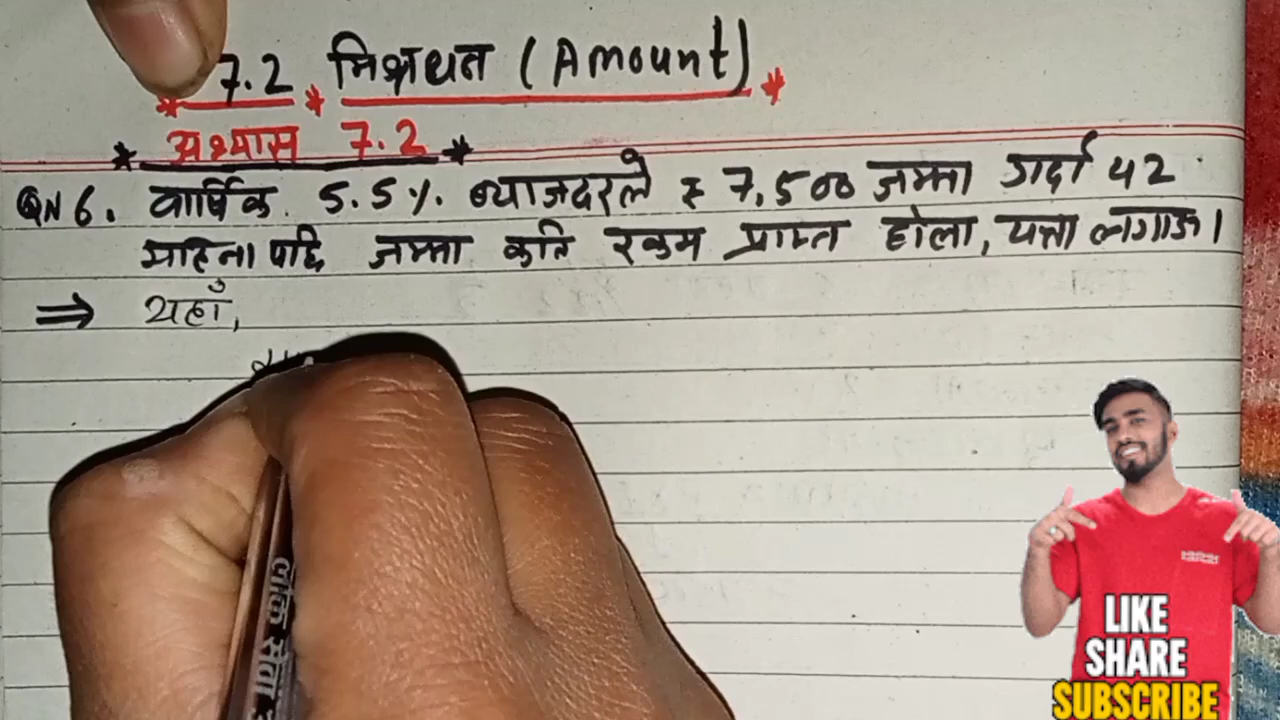 7.2 मिश्रधन (Amount)
अभ्यास 7.2
QN 6. वार्षिक 5.5% ब्याजदरले ₹ 7,500 जम्मा गर्दा 42
महिना पछि जम्मा कति रकम प्राप्त होला, पत्ता लगाऊ।
⇒ यहाँ,
लोक सेवा
LIKE
SHARE
SUBSCRIBE